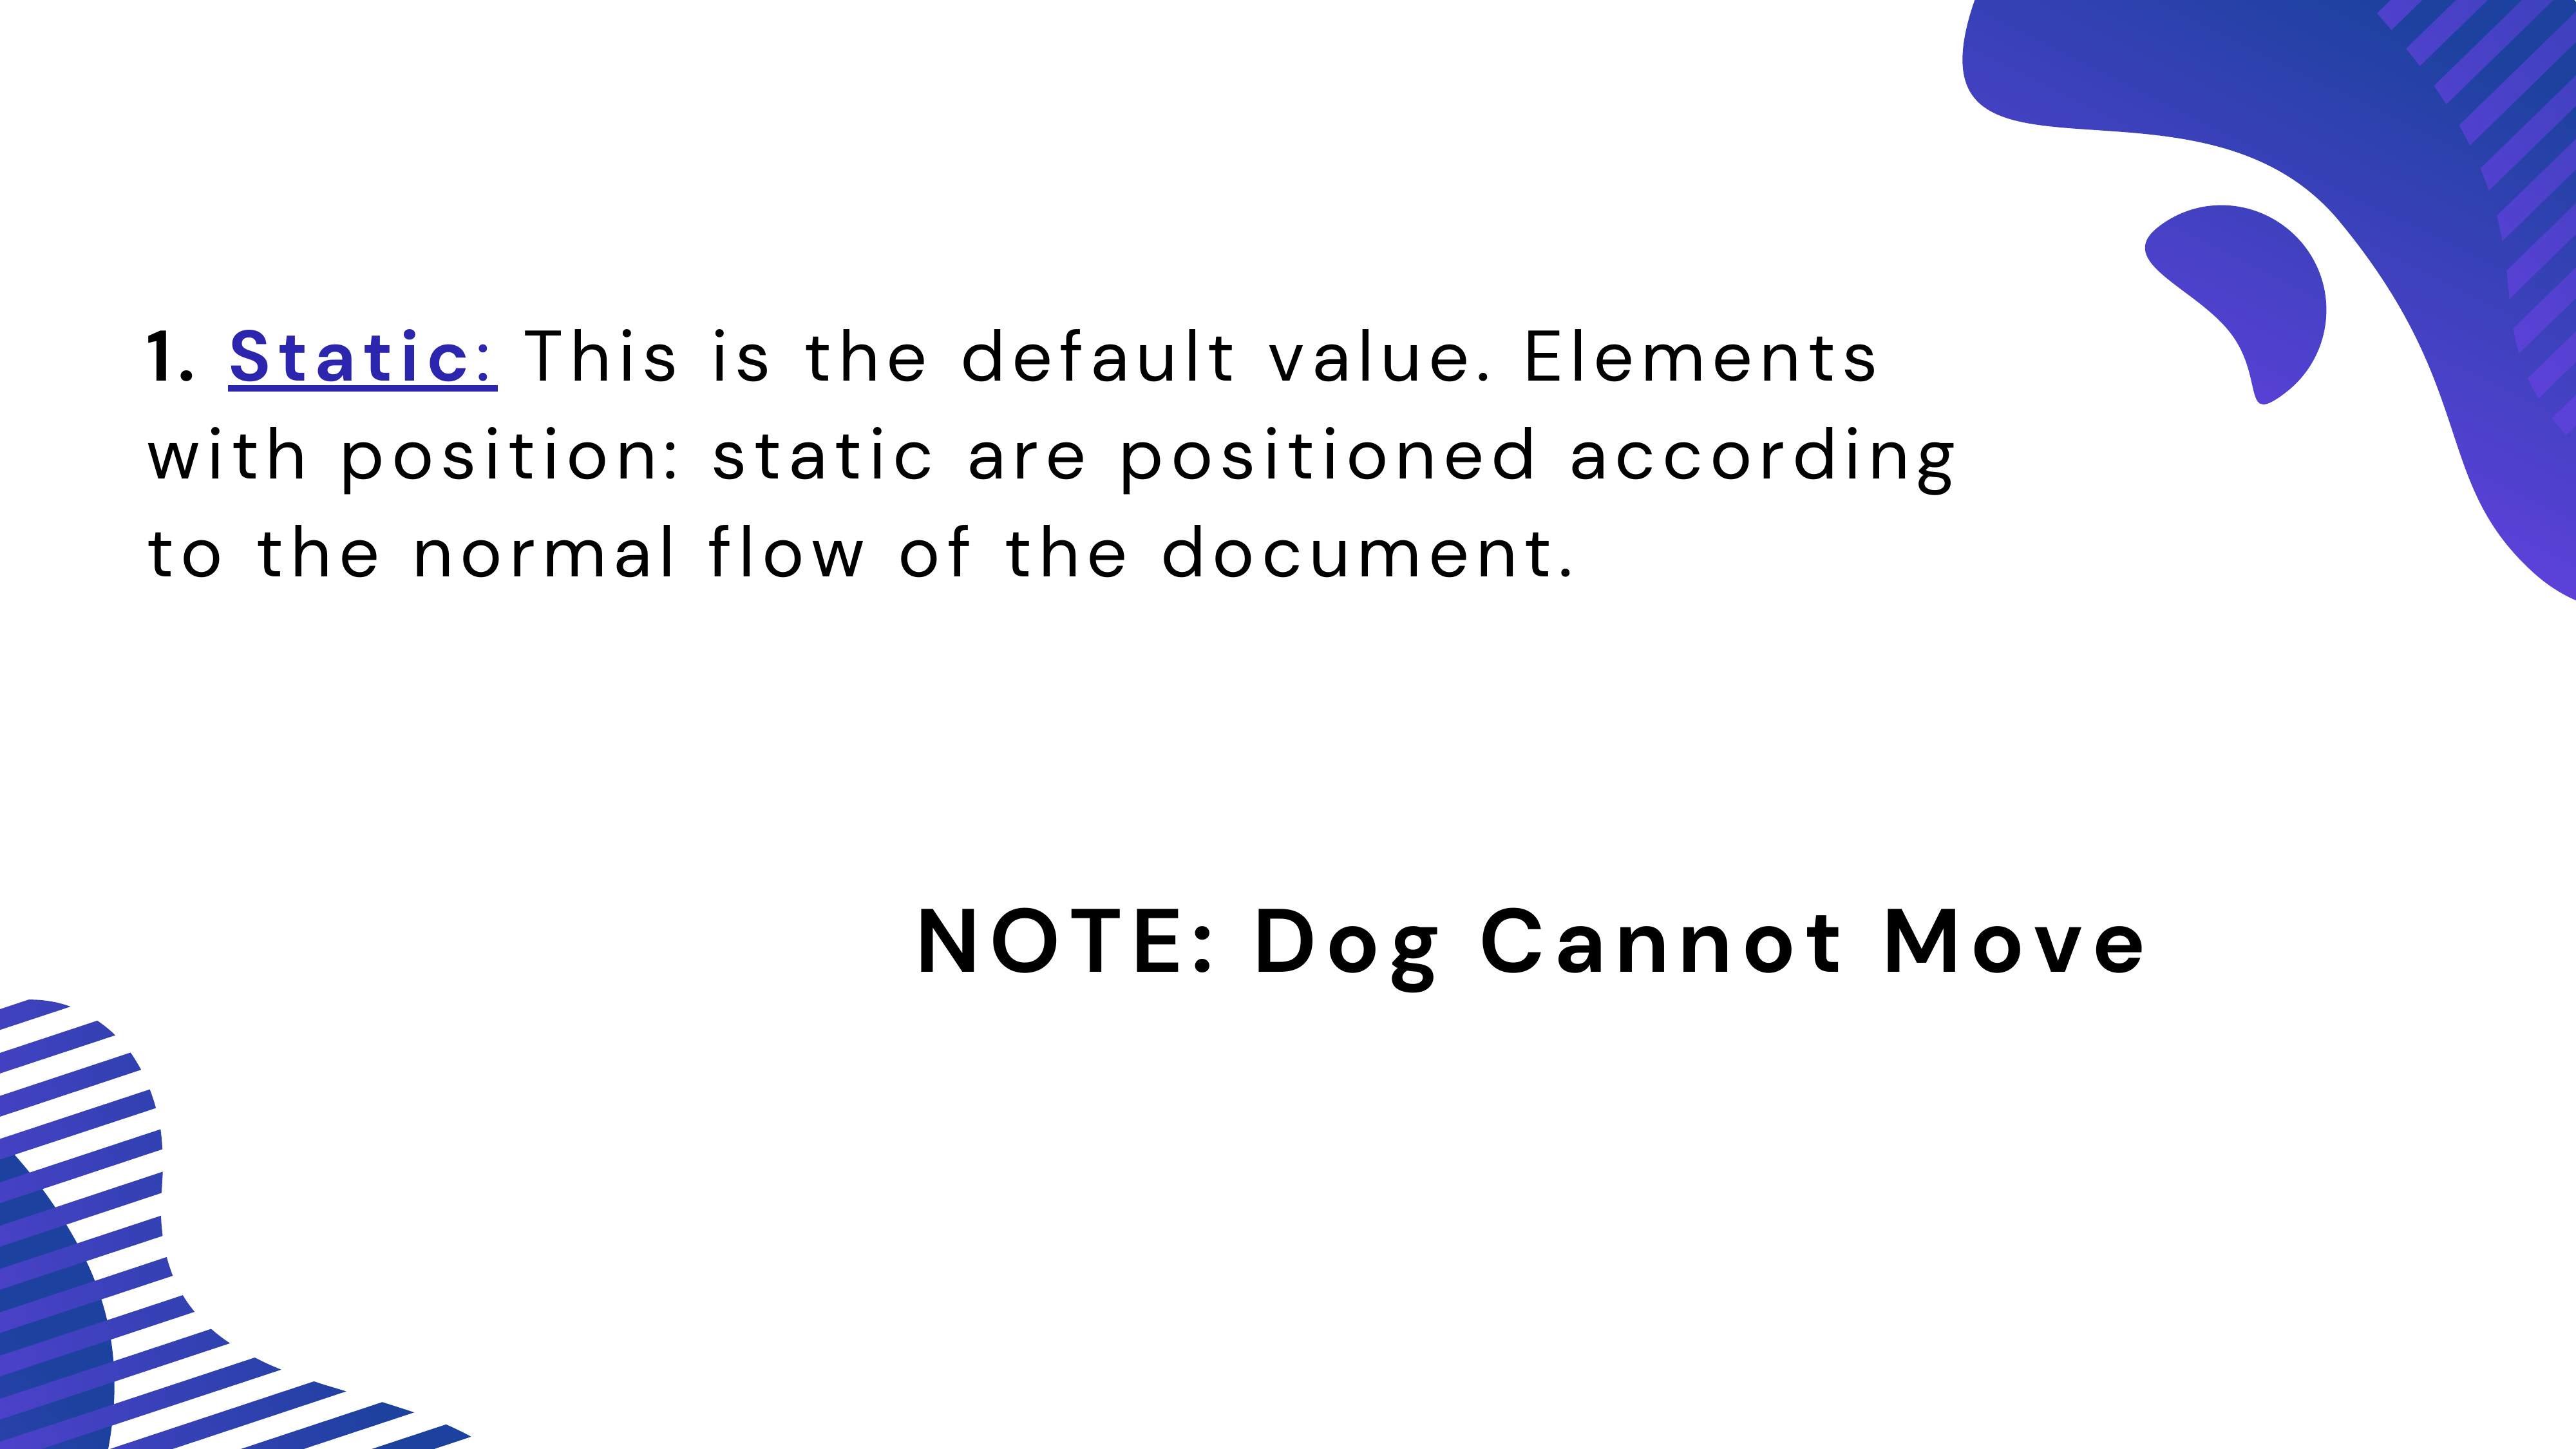 1. Static: This is the default value. Elements
with position: static are positioned according
to the normal flow of the document.
NOTE: Dog Cannot Move